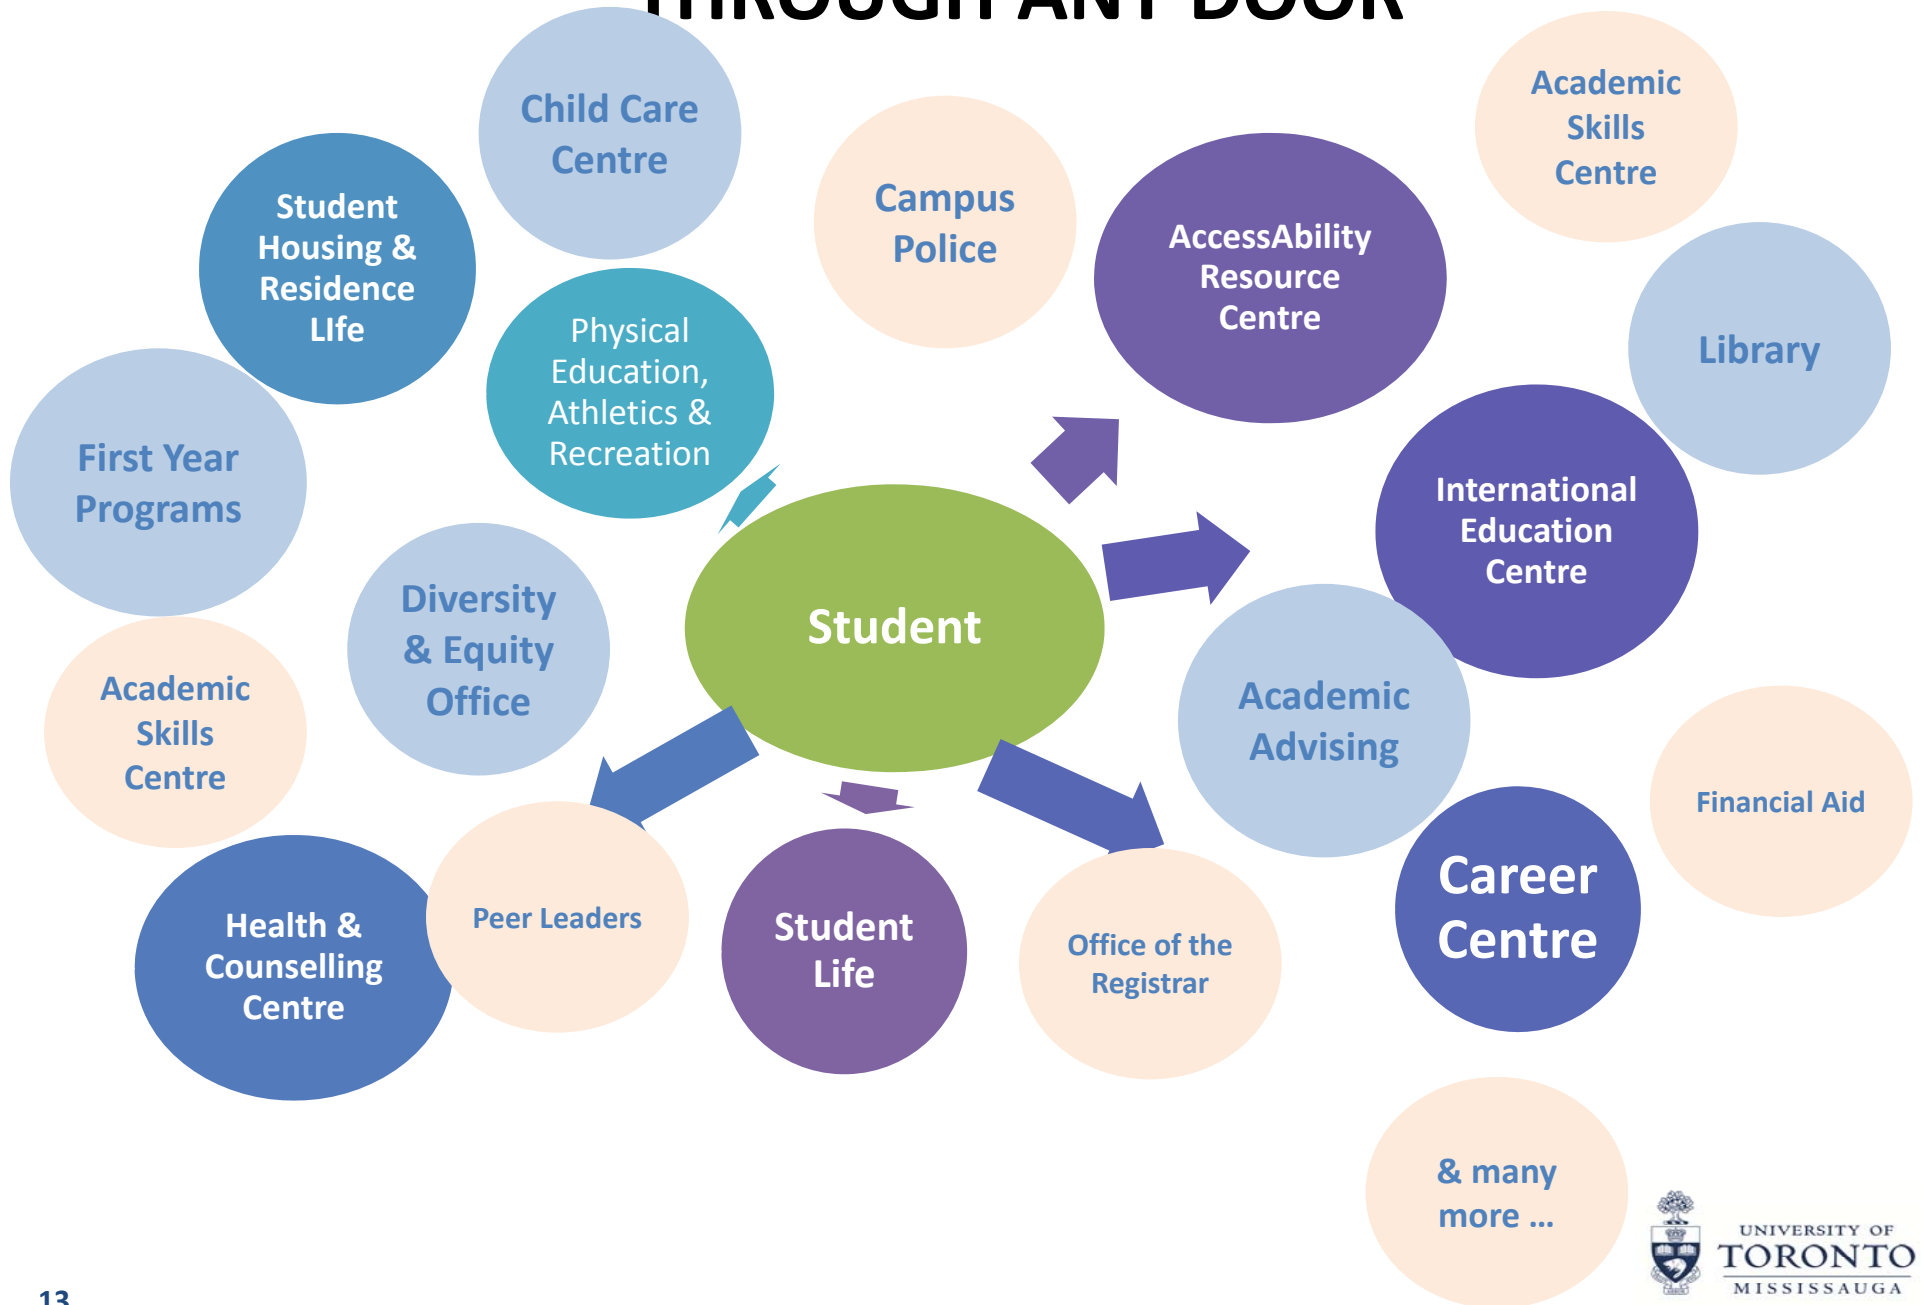 THROUGH ANY DOOR
Child Care
Centre
Academic
Skills
Centre
Campus
Police
Student
Housing &
Residence
LIfe
AccessAbility
Resource
Centre
Physical
Education,
Athletics &
Recreation
Library
First Year
Programs
International
Education
Centre
Diversity
& Equity
Office
Student
Academic
Skills
Centre
Academic
Advising
Financial Aid
Health &
Counselling
Centre
Peer Leaders
Student
Life
Office of the
Registrar
Career
Centre
& many
more ...
UNIVERSITY OF
TORONTO
MISSISSAUGA
13